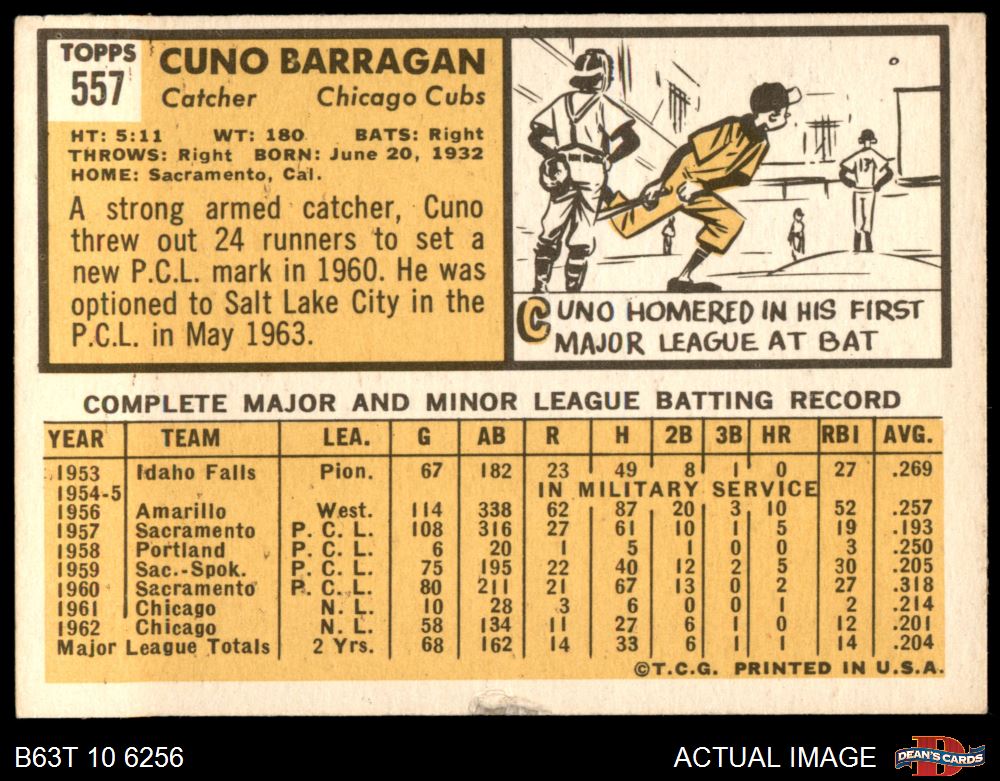 TOPPS
557
CUNO BARRAGAN
Catcher Chicago Cubs
HT: 5:11 WT: 180 BATS: Right
THROWS: Right BORN: June 20, 1932
HOME: Sacramento, Cal.
A strong armed catcher, Cuno
threw out 24 runners to set a
new P.C.L. mark in 1960. He was
optioned to Salt Lake City in the
P.C.L. in May 1963.
17
CUNO HOMERED IN HIS FIRST
MAJOR LEAGUE AT BAT
COMPLETE MAJOR AND MINOR LEAGUE BATTING RECORD
YEAR TEAM LEA. G AB R H 2B 3B HR RBI AVG.
1953 Idaho Falls Pion. 67 182 23 49 8 1 0 27 .269
1954-5 IN MILITARY SERVICE
1956 Amarillo West. 114 338 62 87 20 3 10 52 .257
1957 Sacramento P. C. L. 108 316 27 61 10 1 5 19 .193
1958 Portland P. C. L. 6 20 1 5 1 0 0 3 .250
1959 Sac.-Spok. P. C. L. 75 195 22 40 12 2 5 30 .205
1960 Sacramento P. C. L. 80 211 21 67 13 0 2 27 .318
1961 Chicago N. L. 10 28 3 6 0 0 1 2 .214
1962 Chicago N. L. 58 134 11 27 6 1 0 12 .201
Major League Totals 2 Yrs. 68 162 14 33 6 1 1 14 .204
©T.C.G. PRINTED IN U.S.A.
B63T 10 6256 ACTUAL IMAGE DEAN'S CARDS